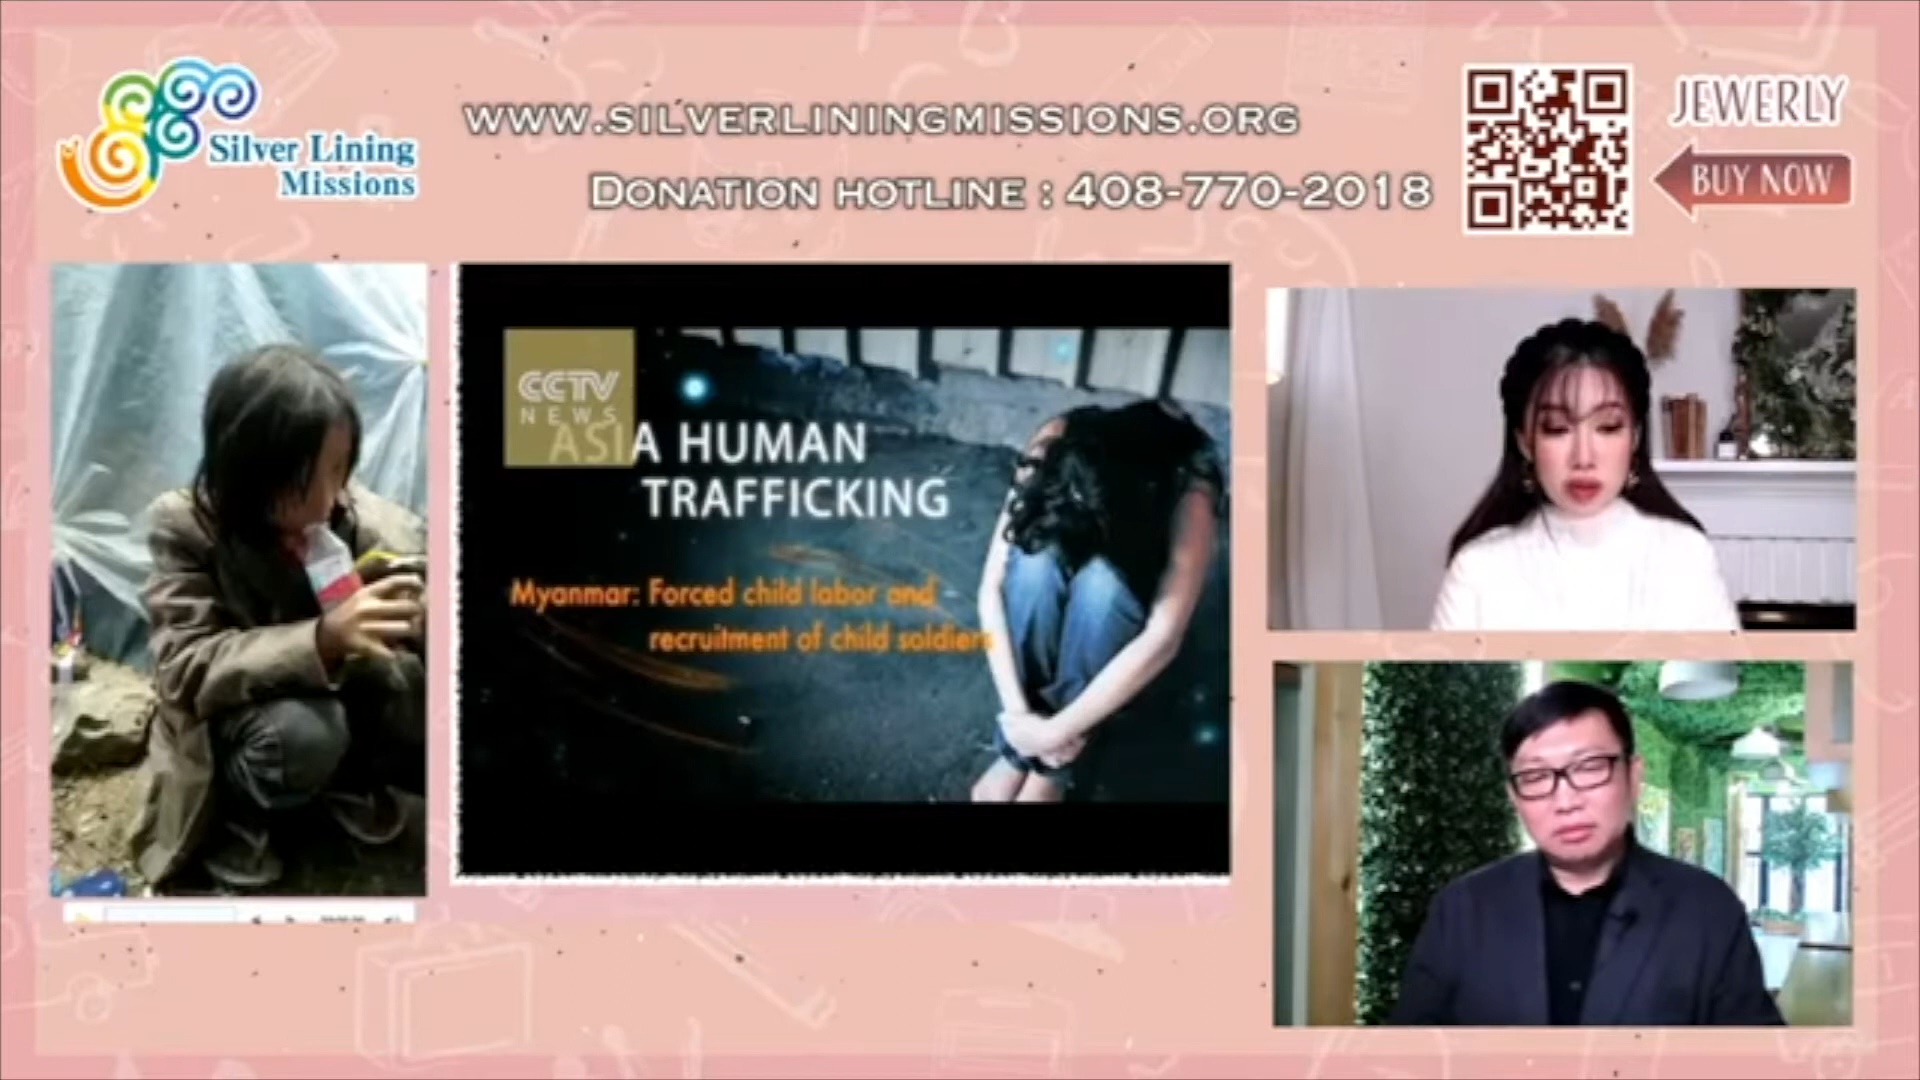 Silver Lining
Missions
WWW.SILVERLININGMISSIONS.ORG
DONATION HOTLINE : 408-770-2018
JEWERLY
BUY NOW
CCTV
NEWS
ASIA HUMAN
TRAFFICKING
Myanmar: Forced child labor and
recruitment of child soldiers